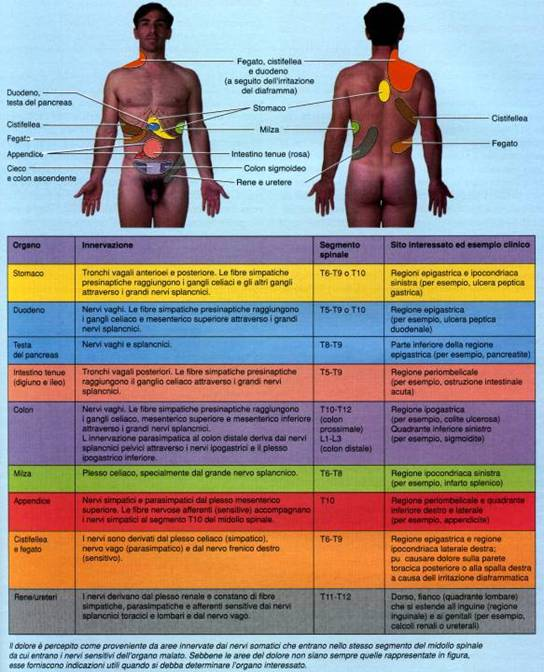 Duodeno,
testa del pancreas
Cistifellea
Fegato
Appendice
Cieco
e colon ascendente
Fegato, cistifellea
e duodeno
(a seguito dell'irritazione
del diaframma)
Stomaco
Milza
Intestino tenue (rosa)
Colon sigmoideo
Rene e uretere
Cistifellea
Fegato
Organo
Innervazione
Segmento
spinale
Sito interessato ed esempio clinico
Stomaco
Tronchi vagali anterioei e posteriore. Le fibre simpatiche
presinaptiche raggiungono i gangli celiaci e gli altri gangli
attraverso i grandi nervi splancnici.
T6-T9 o T10
Regioni epigastrica e ipocondriaca
sinistra (per esempio, ulcera peptica
gastrica)
Duodeno
Nervi vaghi. Le fibre simpatiche presinaptiche raggiungono
i gangli celiaco e mesenterico superiore attraverso i grandi
nervi splancnici.
T5-T9 o T10
Regione epigastrica
(per esempio, ulcera peptica
duodenale)
Testa
del pancreas
Nervi vaghi e splancnici.
T8-T9
Parte inferiore della regione
epigastrica (per esempio, pancreatite)
Intestino tenue
(digiuno e ileo)
Tronchi vagali posteriori. Le fibre simpatiche presinaptiche
raggiungono il ganglio celiaco attraverso i grandi nervi
splancnici.
T5-T9
Regione periombelicale
(per esempio, ostruzione intestinale
acuta)
Colon
Nervi vaghi. Le fibre simpatiche presinaptiche raggiungono
i gangli celiaco, mesenterico superiore e mesenterico inferiore
attraverso i grandi nervi splancnici.
L innervazione parasimpatica al colon distale deriva dai nervi
splancnici pelvici attraverso i nervi ipogastrici e il plesso
ipogastrico inferiore.
T10-T12
(colon
prossimale)
L1-L3
(colon distale)
Regione ipogastrica
(per esempio, colite ulcerosa)
Quadrante inferiore sinistro
(per esempio, sigmoidite)
Milza
Plesso celiaco, specialmente dal grande nervo splancnico.
T6-T8
Regione ipocondriaca sinistra
(per esempio, infarto splenico)
Appendice
Nervi simpatici e parasimpatici dal plesso mesenterico
superiore. Le fibre nervose afferenti (sensitive) accompagnano
i nervi simpatici al segmento T10 del midollo spinale.
T10
Regione periombelicale e quadrante
inferiore destro e laterale
(per esempio, appendicite)
Cistifellea
e fegato
I nervi sono derivati dal plesso celiaco (simpatico),
nervo vago (parasimpatico) e dal nervo frenico destro
(sensitivo).
T6-T9
Regione epigastrica e regione
ipocondriaca laterale destra;
pu causare dolore sulla parete
toracica posteriore o alla spalla destra
a causa dell irritazione diaframmatica
Rene/ureteri
I nervi derivano dal plesso renale e constano di fibre
simpatiche, parasimpatiche e afferenti sensitive dai nervi
splancnici toracici e lombari e dal nervo vago.
T11-T12
Dorso, fianco (quadrante lombare)
che si estende all inguine (regione
inguinale) e ai genitali (per esempio,
calcoli renali o ureterali)
Il dolore è percepito come proveniente da aree innervate dai nervi somatici che entrano nello stesso segmento del midollo spinale
da cui entrano i nervi sensitivi dell'organo malato. Sebbene le aree del dolore non siano sempre quelle rappresentate in figura,
esse forniscono indicazioni utili quando si debba determinare l'organo interessato.